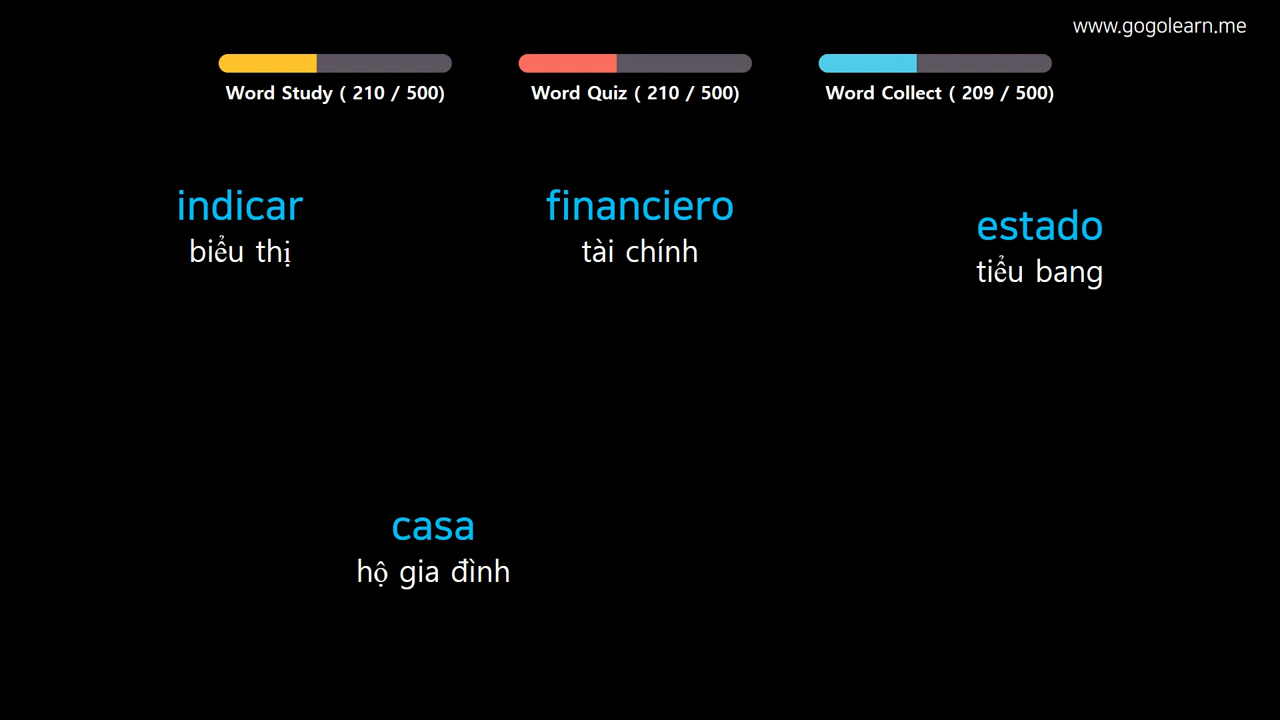 www.gogolearn.me
Word Study ( 210 / 500)
Word Quiz ( 210 / 500)
Word Collect ( 209 / 500)
indicar
biểu thị
financiero
tài chính
estado
tiểu bang
casa
hộ gia đình